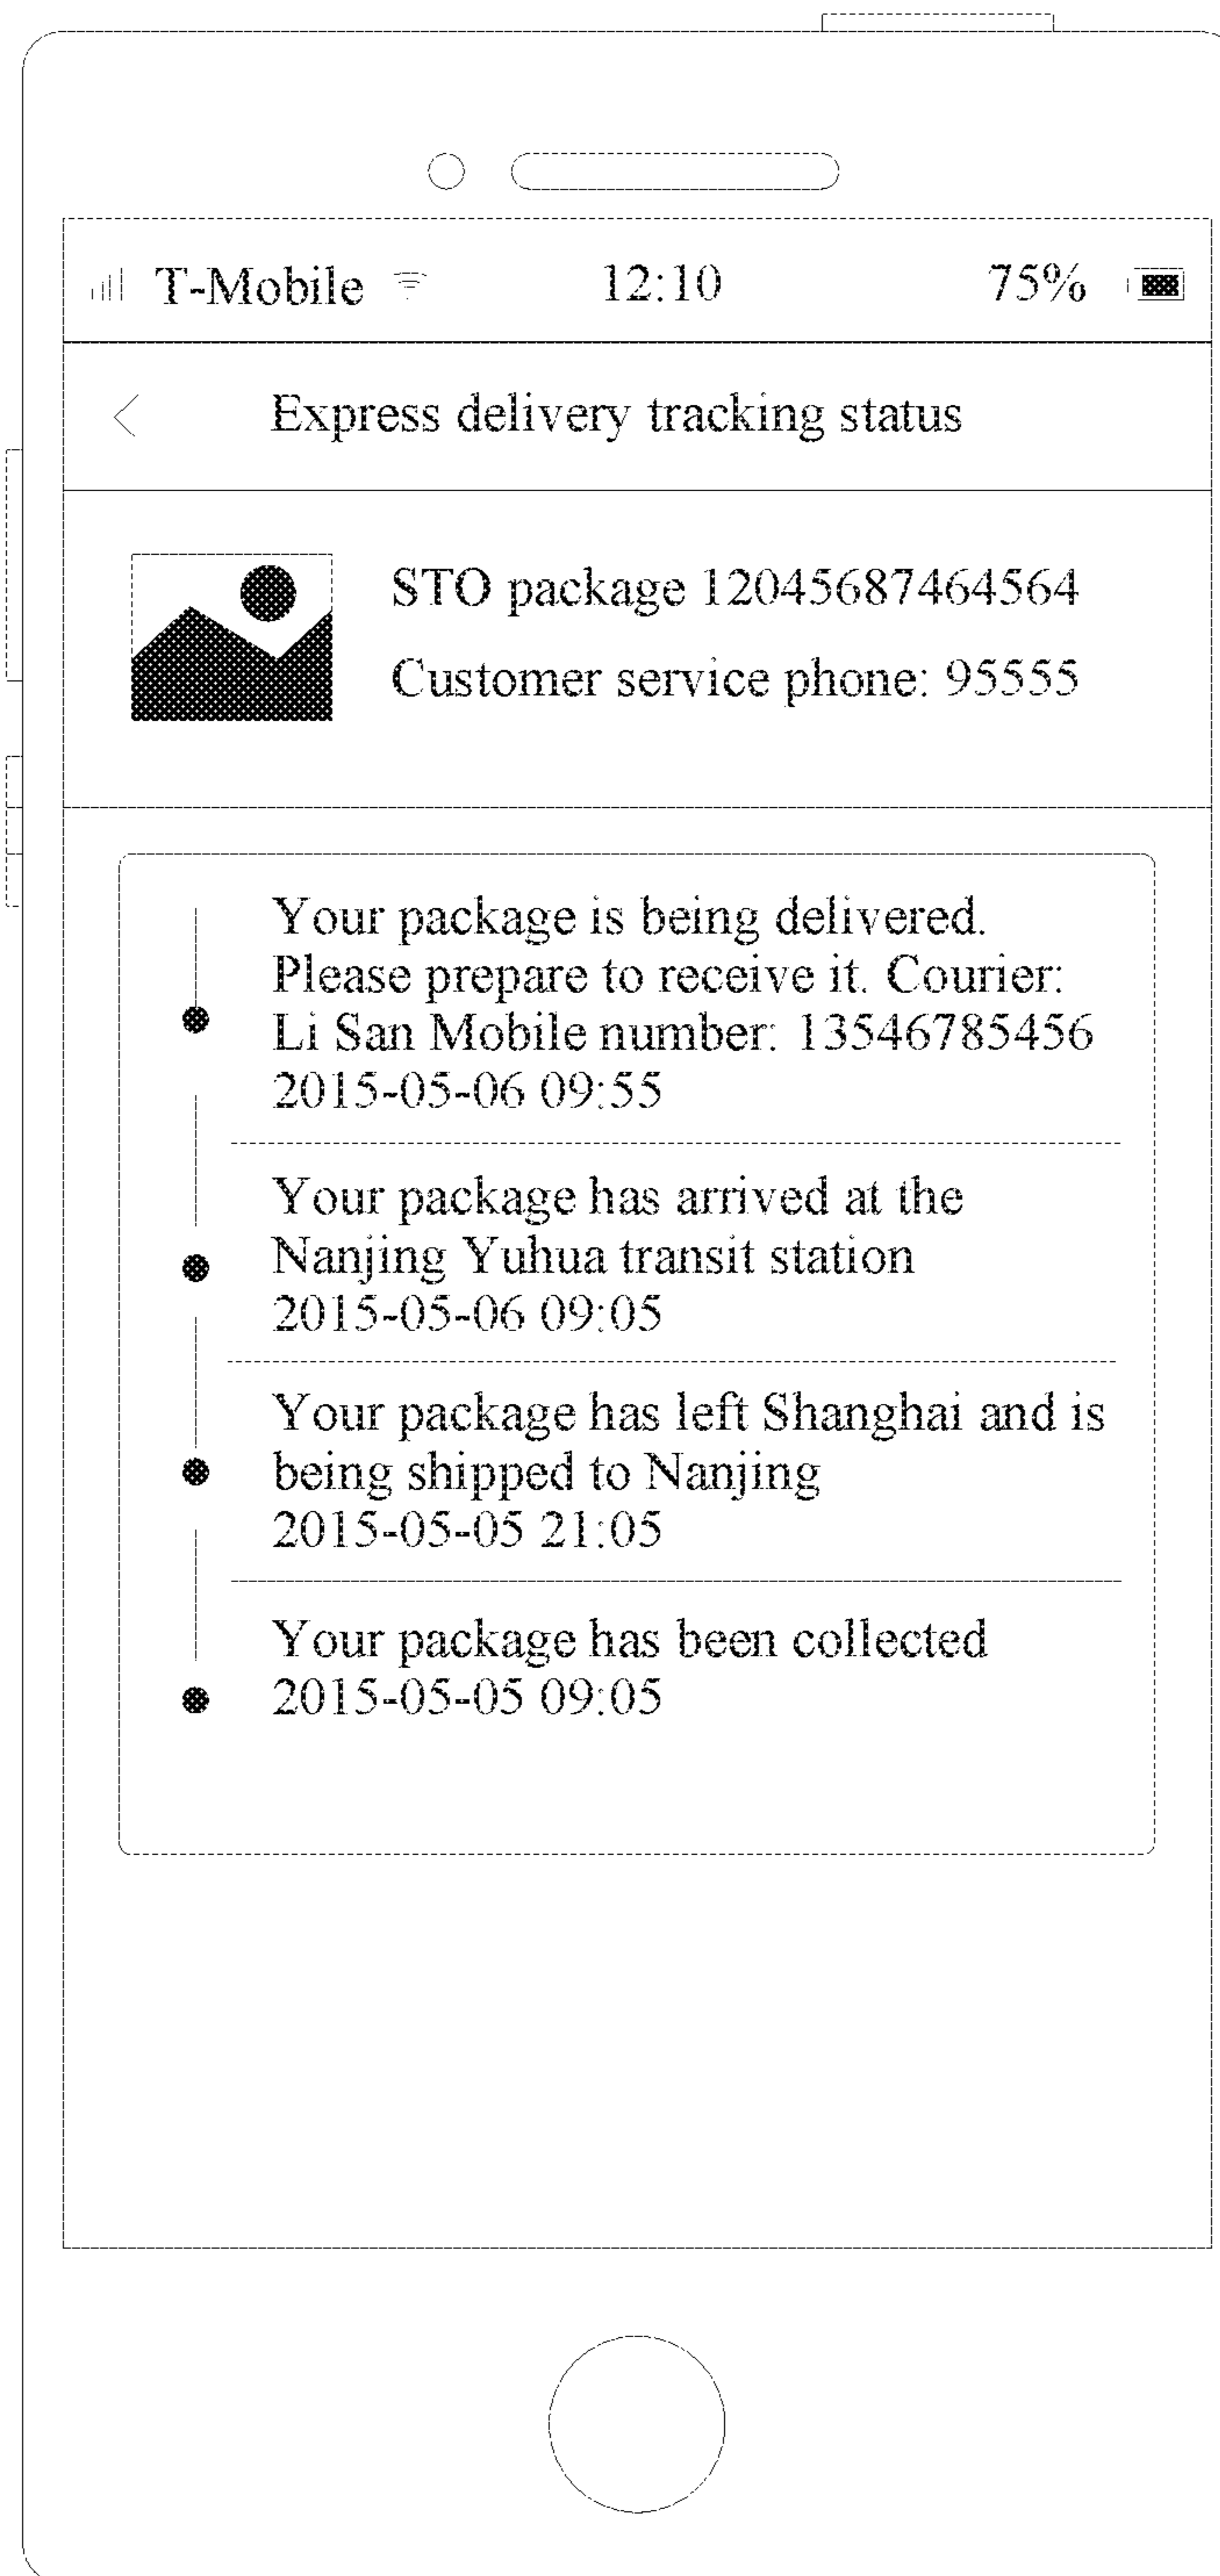 T-Mobile 12:10 75%
Express delivery tracking status
STO package 12045687464564
Customer service phone: 95555
Your package is being delivered.
Please prepare to receive it. Courier:
Li San Mobile number: 13546785456
2015-05-06 09:55
Your package has arrived at the
Nanjing Yuhua transit station
2015-05-06 09:05
Your package has left Shanghai and is
being shipped to Nanjing
2015-05-05 21:05
Your package has been collected
2015-05-05 09:05